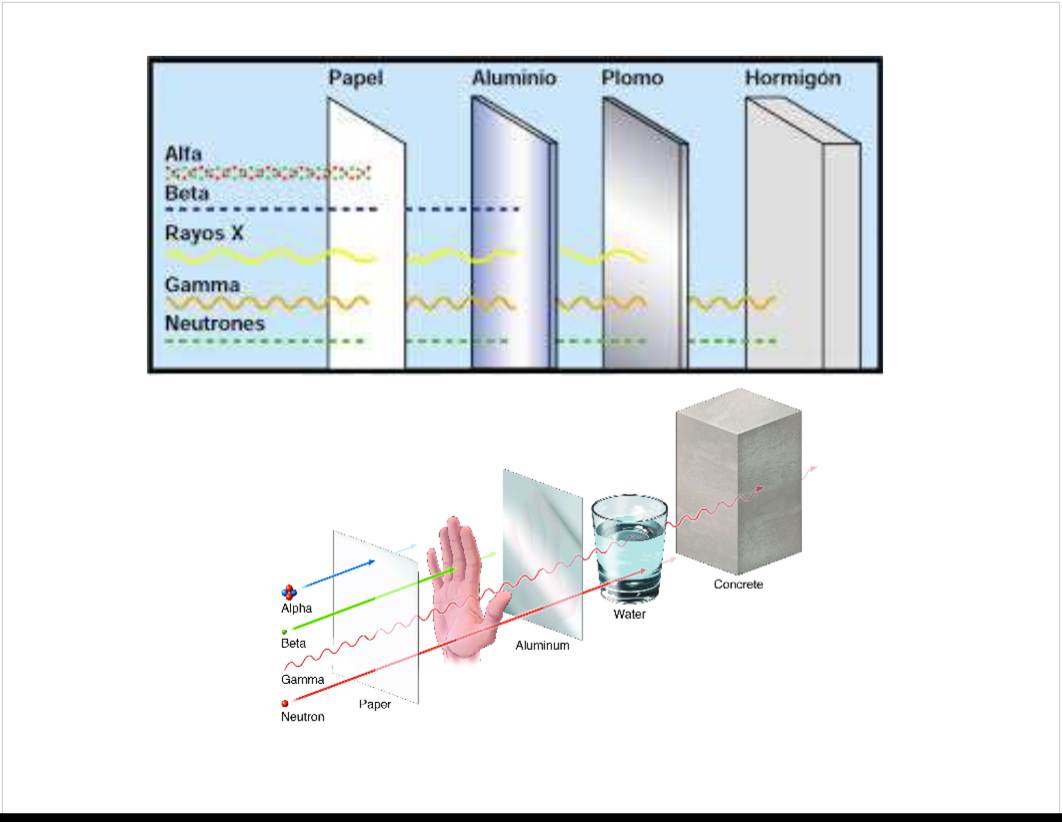 Papel Aluminio Plomo Hormigón
Alfa
Beta
Rayos X
Gamma
Neutrones
Alpha
Beta
Gamma
Neutron
Paper
Aluminum
Water
Concrete